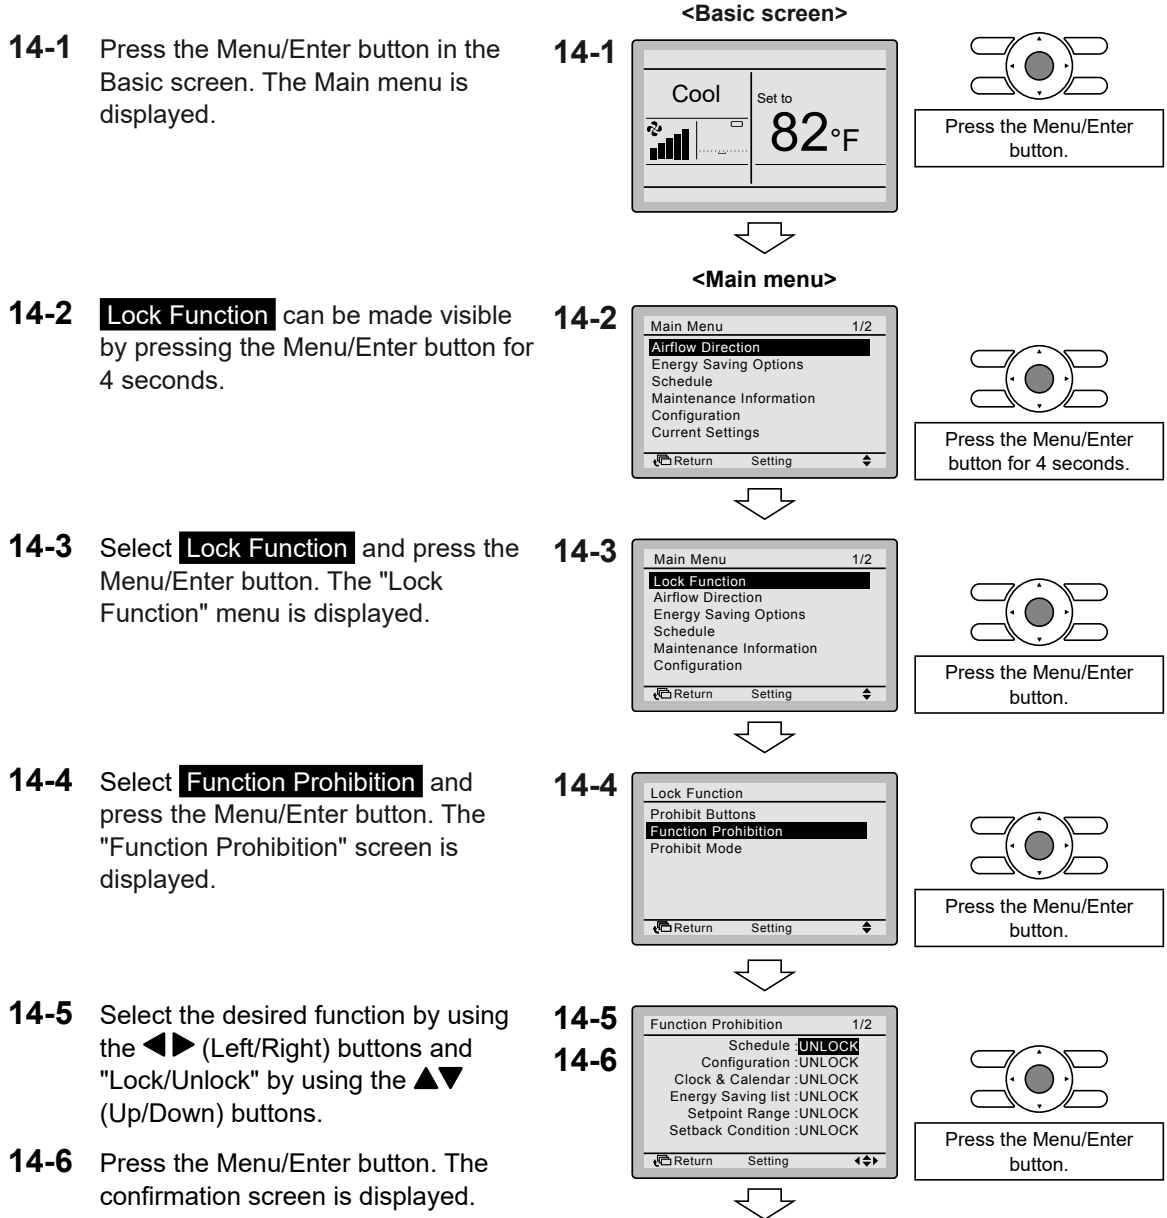 <Basic screen>
14-1 Press the Menu/Enter button in the
Basic screen. The Main menu is
displayed.
14-1
Cool
Set to
82°F
Press the Menu/Enter
button.
<Main menu>
14-2 Lock Function can be made visible
by pressing the Menu/Enter button for
4 seconds.
14-2
Main Menu 1/2
Airflow Direction
Energy Saving Options
Schedule
Maintenance Information
Configuration
Current Settings
Return Setting
Press the Menu/Enter
button for 4 seconds.
14-3 Select Lock Function and press the
Menu/Enter button. The "Lock
Function" menu is displayed.
14-3
Main Menu 1/2
Lock Function
Airflow Direction
Energy Saving Options
Schedule
Maintenance Information
Configuration
Return Setting
Press the Menu/Enter
button.
14-4 Select Function Prohibition and
press the Menu/Enter button. The
"Function Prohibition" screen is
displayed.
14-4
Lock Function
Prohibit Buttons
Function Prohibition
Prohibit Mode
Return Setting
Press the Menu/Enter
button.
14-5 Select the desired function by using
the ◀▶ (Left/Right) buttons and
"Lock/Unlock" by using the ▲▼
(Up/Down) buttons.
14-6 Press the Menu/Enter button. The
confirmation screen is displayed.
14-5
14-6
Function Prohibition 1/2
Schedule :UNLOCK
Configuration :UNLOCK
Clock & Calendar :UNLOCK
Energy Saving list :UNLOCK
Setpoint Range :UNLOCK
Setback Condition :UNLOCK
Return Setting
Press the Menu/Enter
button.